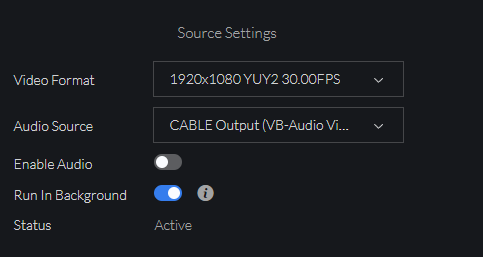 Source Settings
Video Format 1920x1080 YUY2 30.00FPS
Audio Source CABLE Output (VB-Audio Vi...
Enable Audio
Run In Background i
Status Active